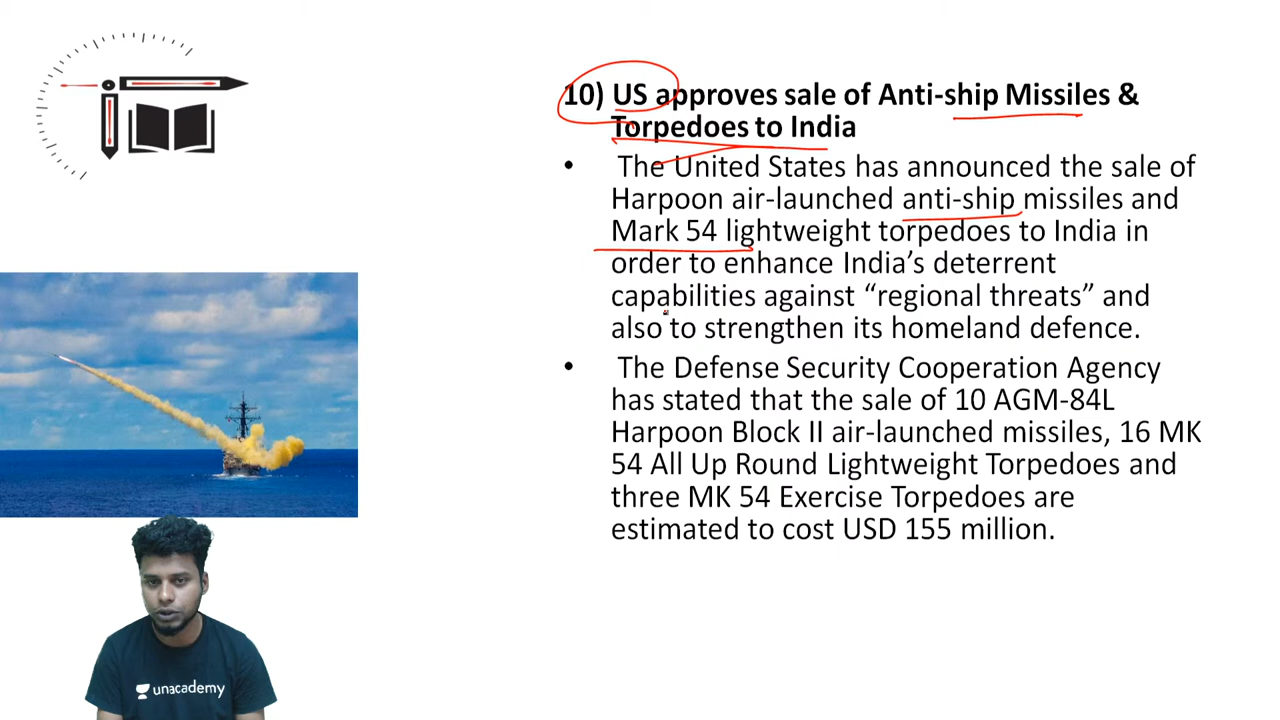 10) US approves sale of Anti-ship Missiles &
Torpedoes to India
• The United States has announced the sale of
Harpoon air-launched anti-ship missiles and
Mark 54 lightweight torpedoes to India in
order to enhance India’s deterrent
capabilities against “regional threats” and
also to strengthen its homeland defence.
• The Defense Security Cooperation Agency
has stated that the sale of 10 AGM-84L
Harpoon Block II air-launched missiles, 16 MK
54 All Up Round Lightweight Torpedoes and
three MK 54 Exercise Torpedoes are
estimated to cost USD 155 million.
unacademy